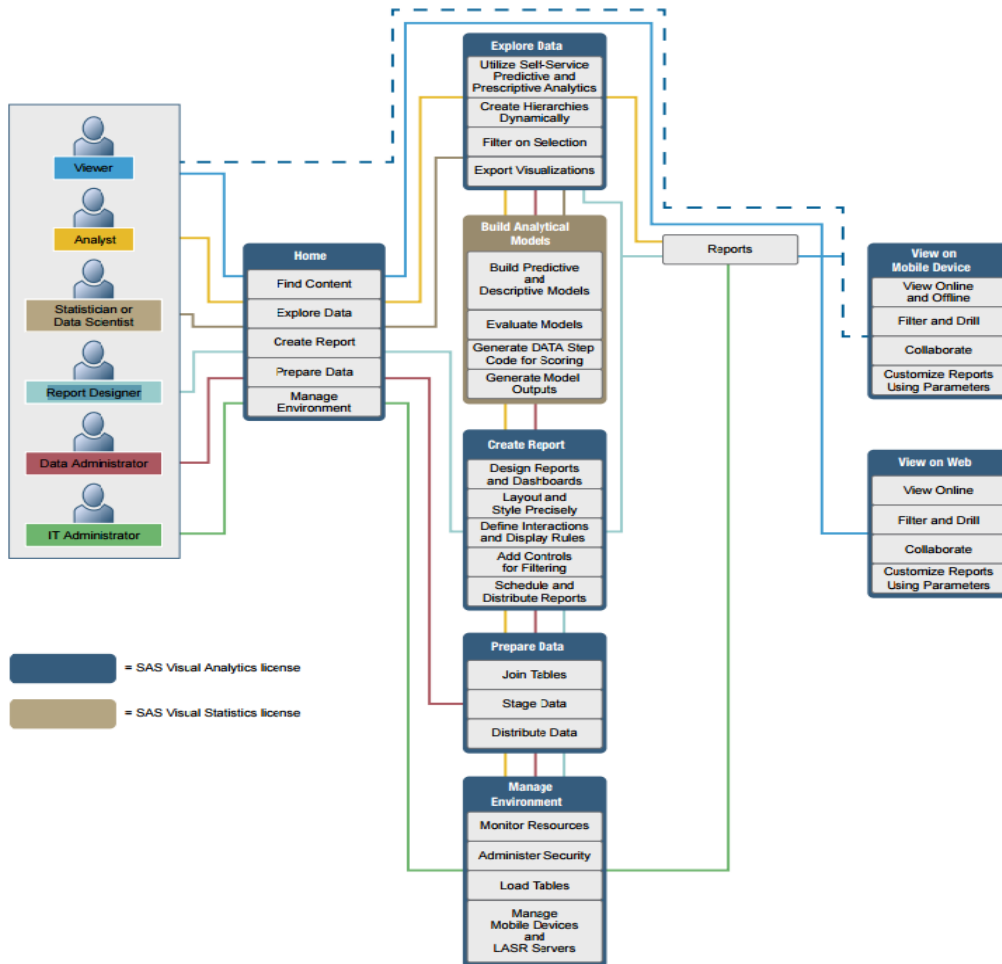 Viewer
Analyst
Statistician or
Data Scientist
Report Designer
Data Administrator
IT Administrator
= SAS Visual Analytics license
= SAS Visual Statistics license
Home
Find Content
Explore Data
Create Report
Prepare Data
Manage
Environment
Explore Data
Utilize Self-Service
Predictive and
Prescriptive Analytics
Create Hierarchies
Dynamically
Filter on Selection
Export Visualizations
Build Analytical
Models
Build Predictive
and
Descriptive Models
Evaluate Models
Generate DATA Step
Code for Scoring
Generate Model
Outputs
Create Report
Design Reports
and Dashboards
Layout and
Style Precisely
Define Interactions
and Display Rules
Add Controls
for Filtering
Schedule and
Distribute Reports
Prepare Data
Join Tables
Stage Data
Distribute Data
Manage
Environment
Monitor Resources
Administer Security
Load Tables
Manage
Mobile Devices
and
LASR Servers
Reports
View on
Mobile Device
View Online
and Offline
Filter and Drill
Collaborate
Customize Reports
Using Parameters
View on Web
View Online
Filter and Drill
Collaborate
Customize Reports
Using Parameters